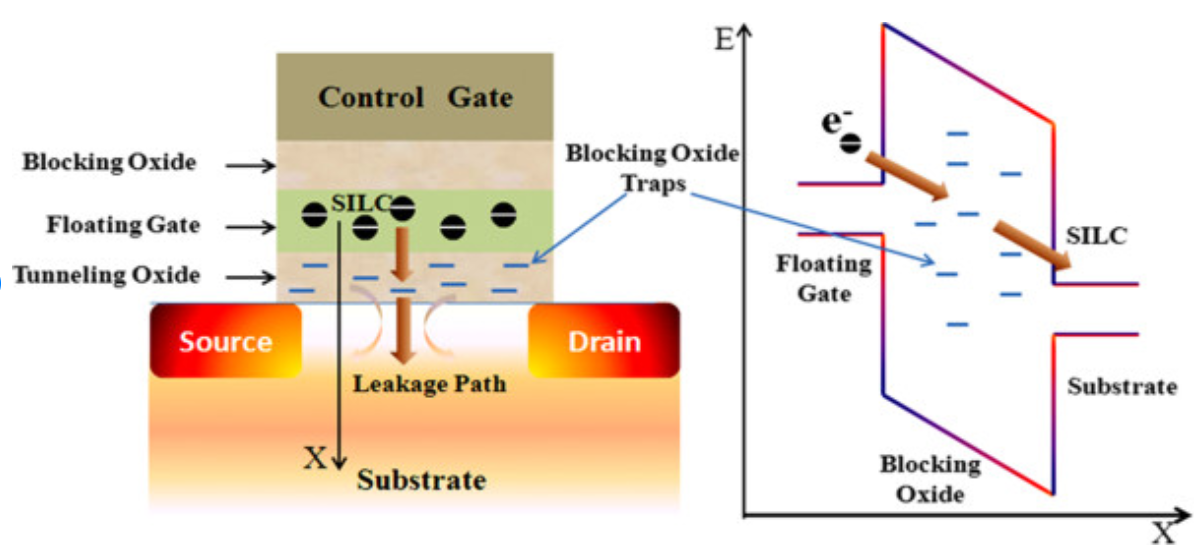 Control Gate
Blocking Oxide
Floating Gate
Tunneling Oxide
SILC
Source
Drain
Leakage Path
X
Substrate
Blocking Oxide
Traps
E
e-
SILC
Floating
Gate
Substrate
Blocking
Oxide
X